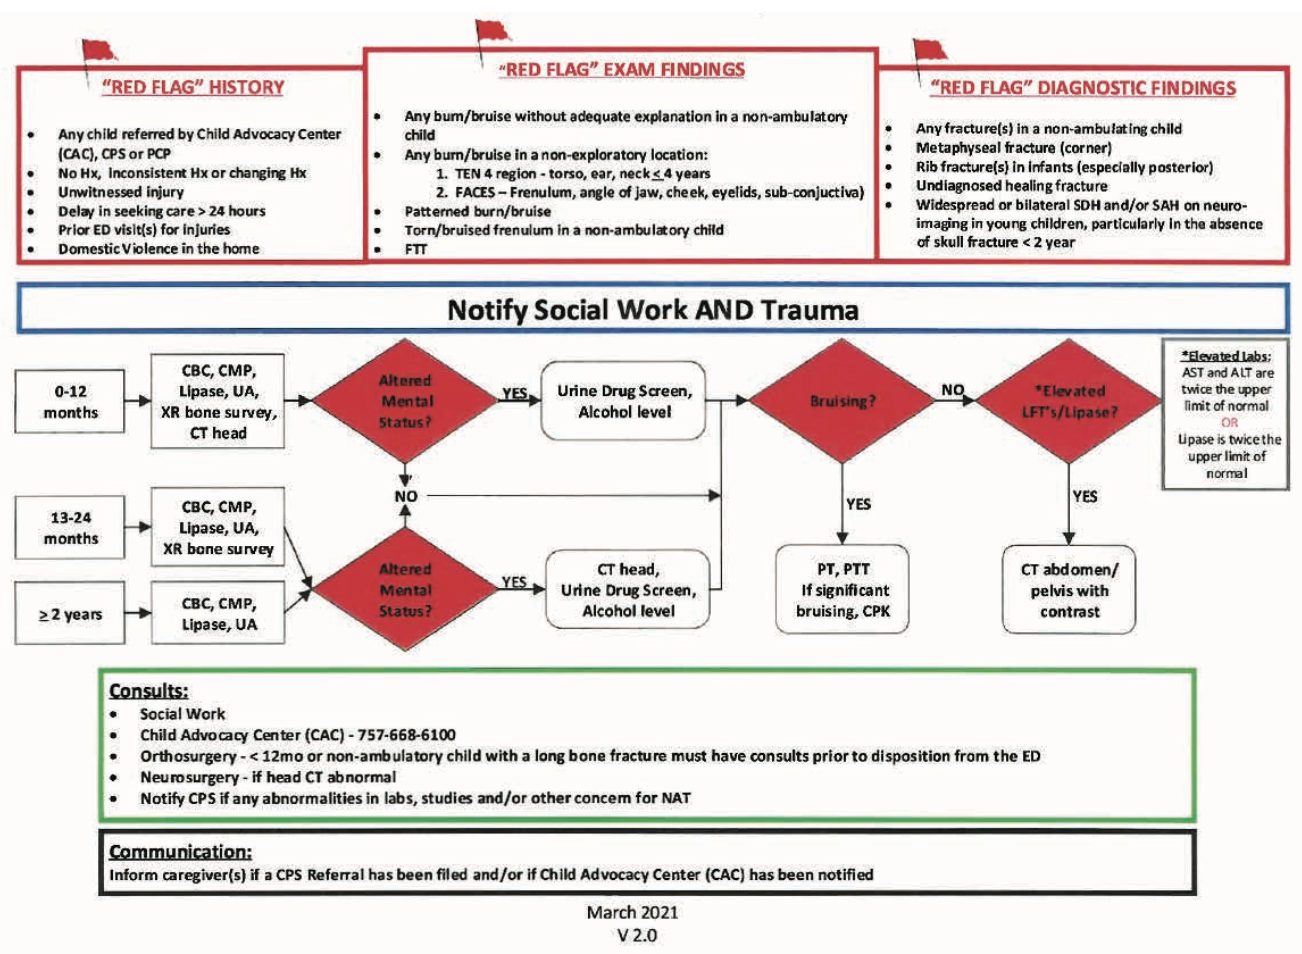 "RED FLAG" HISTORY
• Any child referred by Child Advocacy Center
(CAC), CPS or PCP
• No Hx, Inconsistent Hx or changing Hx
• Unwitnessed injury
• Delay in seeking care > 24 hours
• Prior ED visit(s) for injuries
• Domestic Violence in the home
"RED FLAG" EXAM FINDINGS
• Any burn/bruise without adequate explanation in a non-ambulatory
child
• Any burn/bruise in a non-exploratory location:
1. TEN 4 region - torso, ear, neck ≤ 4 years
2. FACES – Frenulum, angle of jaw, cheek, eyelids, sub-conjuctiva)
• Patterned burn/bruise
• Torn/bruised frenulum in a non-ambulatory child
• FTT
"RED FLAG" DIAGNOSTIC FINDINGS
• Any fracture(s) in a non-ambulating child
• Metaphyseal fracture (corner)
• Rib fracture(s) in infants (especially posterior)
• Undiagnosed healing fracture
• Widespread or bilateral SDH and/or SAH on neuro-
imaging in young children, particularly in the absence
of skull fracture < 2 year
Notify Social Work AND Trauma
0-12
months
CBC, CMP,
Lipase, UA,
XR bone survey,
CT head
Altered
Mental
Status?
YES
Urine Drug Screen,
Alcohol level
Bruising?
NO
*Elevated
LFT's/Lipase?
*Elevated Labs:
AST and ALT are
twice the upper
limit of normal
OR
Lipase is twice the
upper limit of
normal
NO
YES
YES
13-24
months
CBC, CMP,
Lipase, UA,
XR bone survey
≥ 2 years
CBC, CMP,
Lipase, UA
Altered
Mental
Status?
YES
CT head,
Urine Drug Screen,
Alcohol level
PT, PTT
If significant
bruising, CPK
CT abdomen/
pelvis with
contrast
Consults:
• Social Work
• Child Advocacy Center (CAC) - 757-668-6100
• Orthosurgery - < 12mo or non-ambulatory child with a long bone fracture must have consults prior to disposition from the ED
• Neurosurgery - if head CT abnormal
• Notify CPS if any abnormalities in labs, studies and/or other concern for NAT
Communication:
Inform caregiver(s) if a CPS Referral has been filed and/or if Child Advocacy Center (CAC) has been notified
March 2021
V 2.0